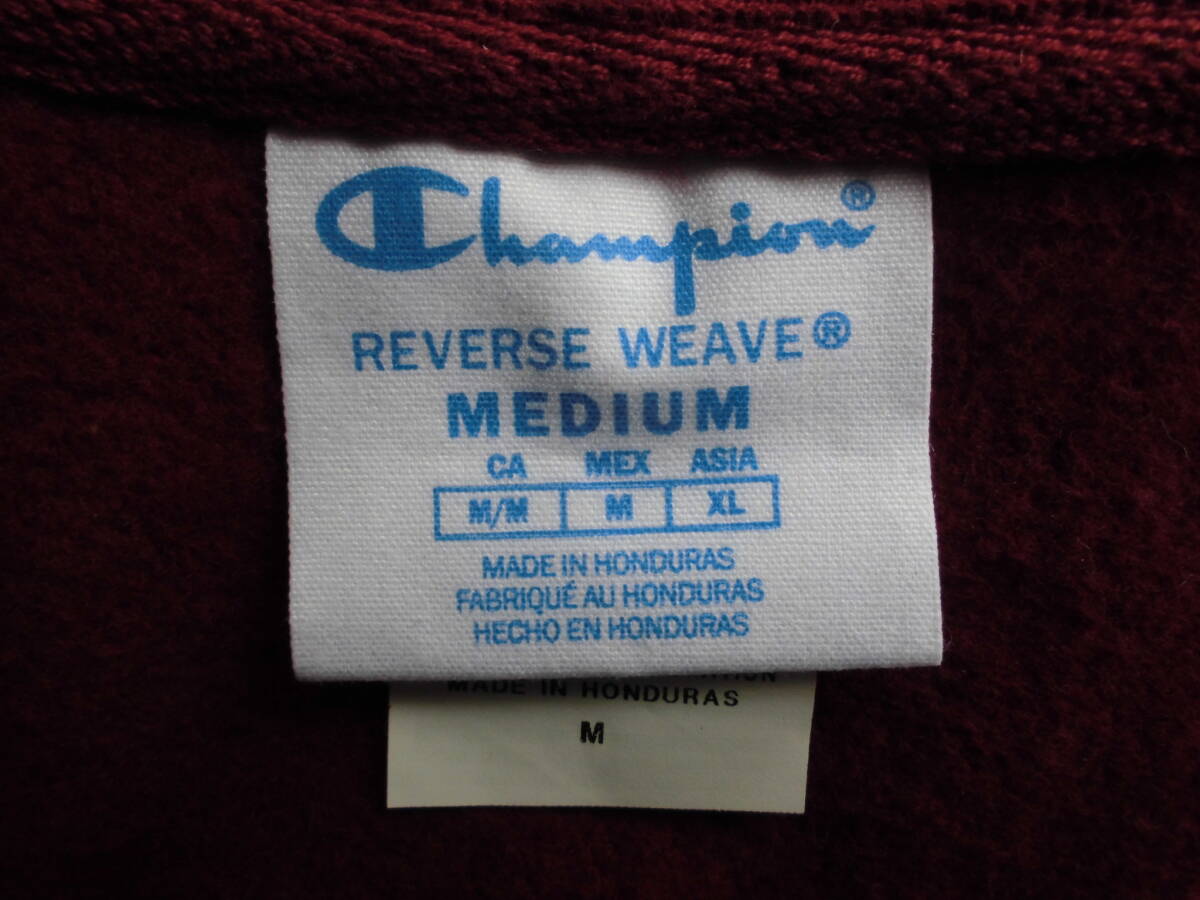 Champion®
REVERSE WEAVE®
MEDIUM
CA MEX ASIA
M/M M XL
MADE IN HONDURAS
FABRIQUÉ AU HONDURAS
HECHO EN HONDURAS
MADE IN HONDURAS
M